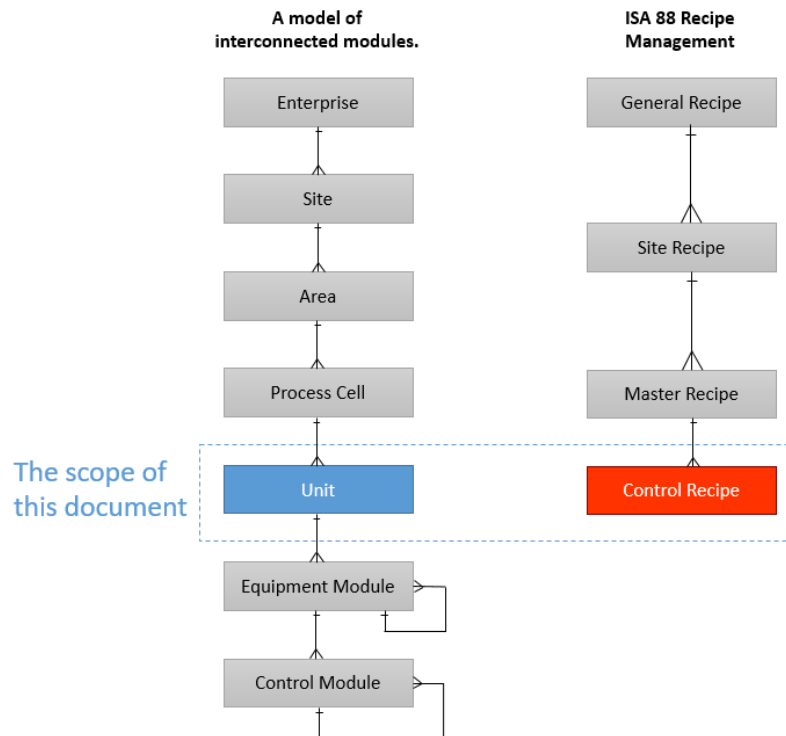 A model of
interconnected modules.
ISA 88 Recipe
Management
Enterprise
General Recipe
Site
Site Recipe
Area
Process Cell
Master Recipe
The scope of
this document
Unit
Control Recipe
Equipment Module
Control Module